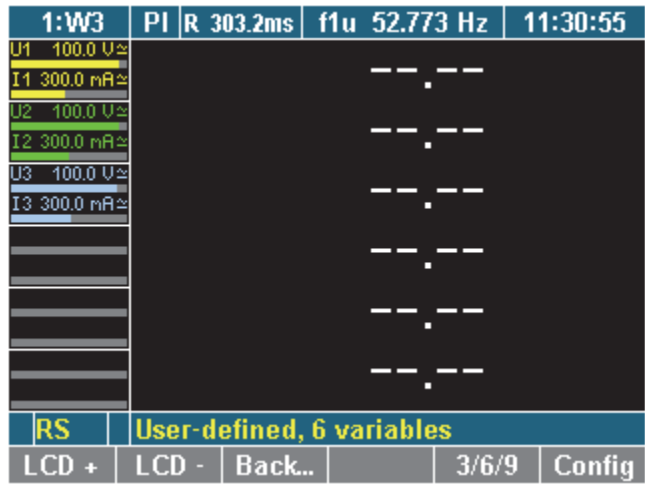 1:W3 PI R 303.2ms f1u 52.773 Hz 11:30:55
U1 100.0 V≃
I1 300.0 mA≃
U2 100.0 V≃
I2 300.0 mA≃
U3 100.0 V≃
I3 300.0 mA≃
--.--
--.--
--.--
--.--
--.--
--.--
RS User-defined, 6 variables
LCD + LCD - Back... 3/6/9 Config